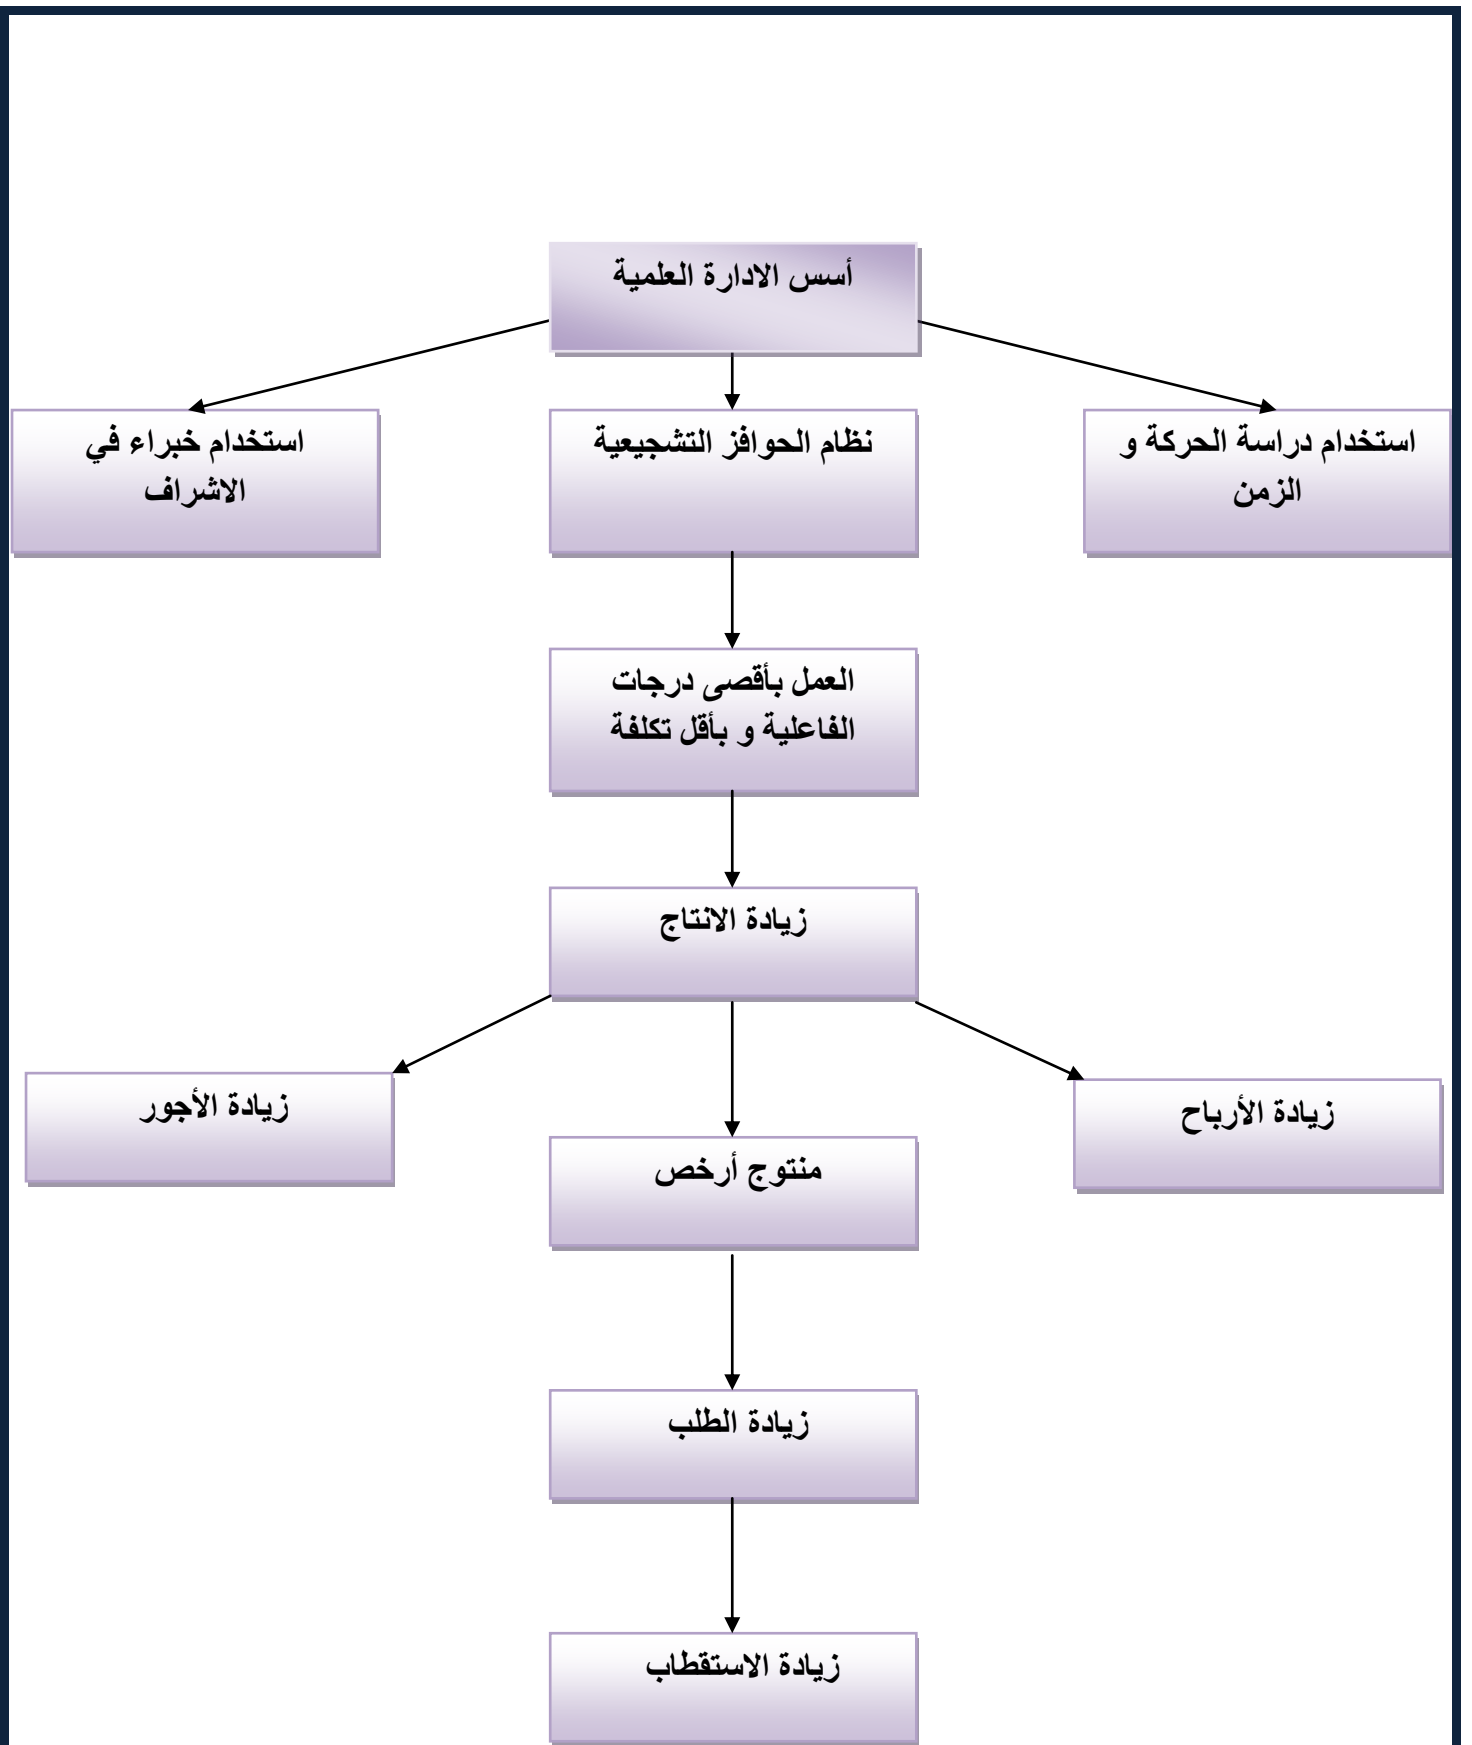 أسس الادارة العلمية
استخدام دراسة الحركة و
الزمن
نظام الحوافز التشجيعية
استخدام خبراء في
الاشراف
العمل بأقصى درجات
الفاعلية و بأقل تكلفة
زيادة الانتاج
زيادة الأرباح
منتوج أرخص
زيادة الأجور
زيادة الطلب
زيادة الاستقطاب